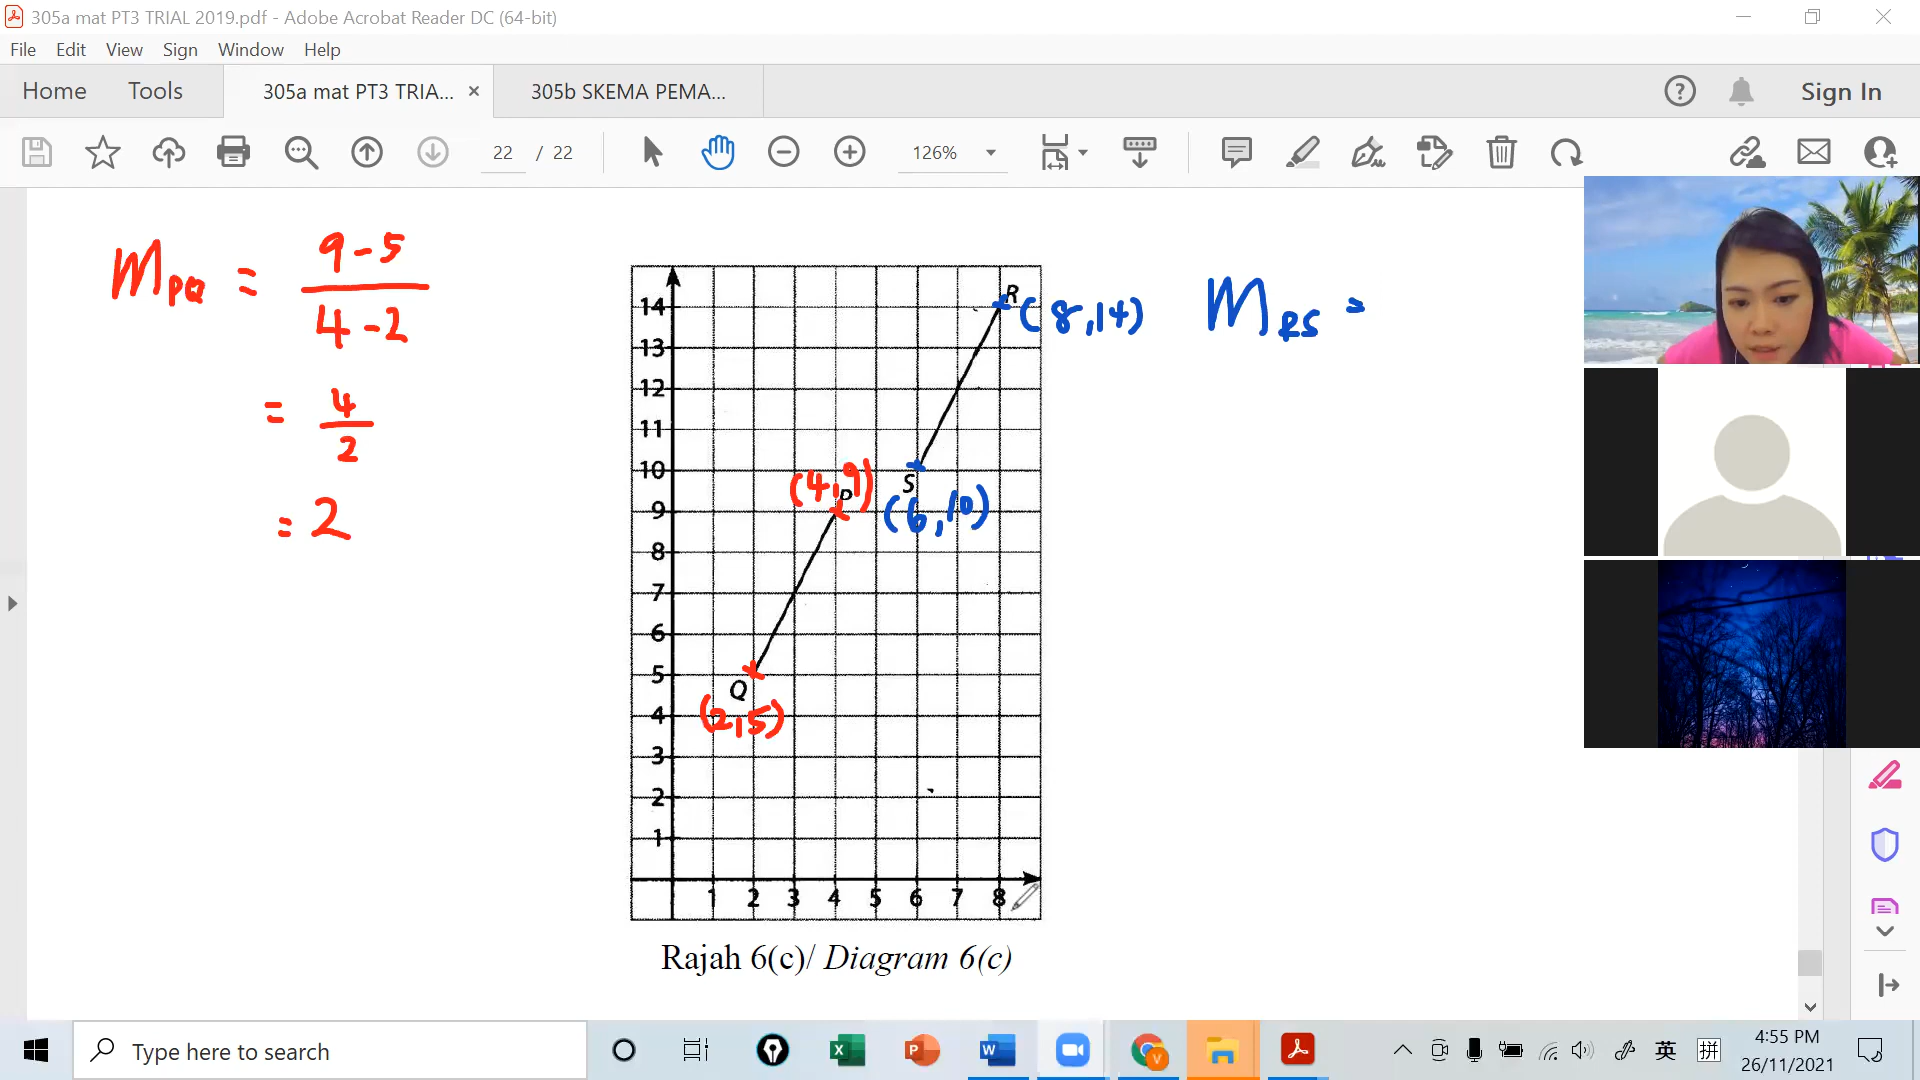 305a mat PT3 TRIAL 2019.pdf - Adobe Acrobat Reader DC (64-bit)
File Edit View Sign Window Help
Home Tools 305a mat PT3 TRIA... × 305b SKEMA PEMA... Sign In
22 / 22 126%
MPQ = 9-5
4-2
= 4
2
= 2
R
(8,14)
MRS =
14
13
12
11
10
(4,9)
P
S
(6,10)
9
8
7
6
5
Q
(2,5)
4
3
2
1
1 2 3 4 5 6 7 8
Rajah 6(c)/ Diagram 6(c)
Type here to search
英 拼
4:55 PM
26/11/2021